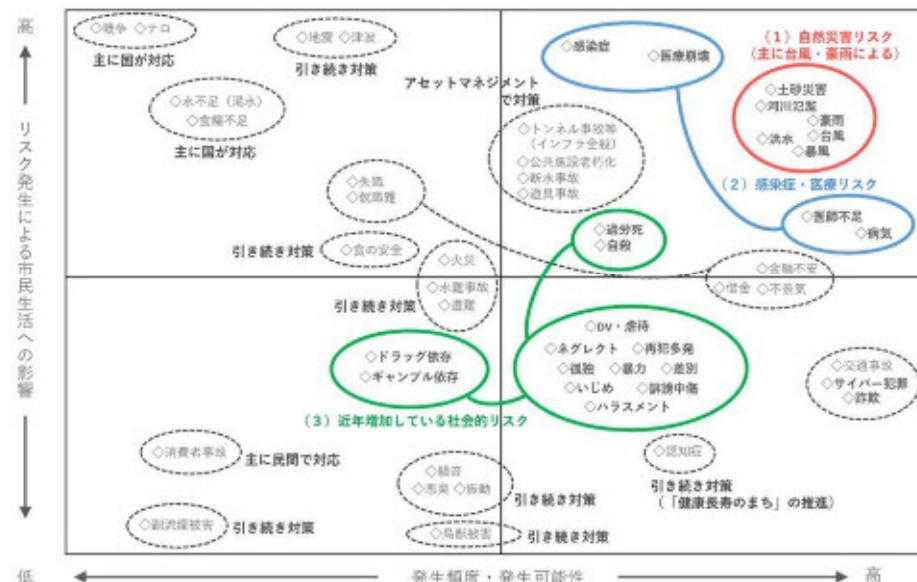 高
リスク発生による市民生活への影響
低
◇戦争 ◇テロ
主に国が対応
◇地震 ◇津波
引き続き対策
◇水不足（渇水）
◇食糧不足
主に国が対応
アセットマネジメント
で対策
◇トンネル事故等
（インフラ全般）
◇公共施設老朽化
◇断水事故
◇遊具事故
◇感染症
◇医療崩壊
（１）自然災害リスク
（主に台風・豪雨による）
◇土砂災害
◇河川氾濫
◇豪雨
◇洪水 ◇台風
◇暴風
（２）感染症・医療リスク
◇医師不足
◇病気
◇失職
◇就職難
引き続き対策
◇食の安全
◇火災
◇水難事故
◇遭難
引き続き対策
◇過労死
◇自殺
◇金融不安
◇借金 ◇不景気
◇ドラッグ依存
◇ギャンブル依存
◇DV・虐待
◇ネグレクト ◇再犯多発
◇孤独 ◇暴力 ◇差別
◇いじめ ◇誹謗中傷
◇ハラスメント
（３）近年増加している社会的リスク
◇交通事故
◇サイバー犯罪
◇詐欺
◇消費者事故
主に民間で対応
◇騒音
◇悪臭 ◇振動
引き続き対策
◇認知症
引き続き対策
（「健康長寿のまち」の推進）
◇副流煙被害
引き続き対策
◇鳥獣被害
引き続き対策
発生頻度・発生可能性
高